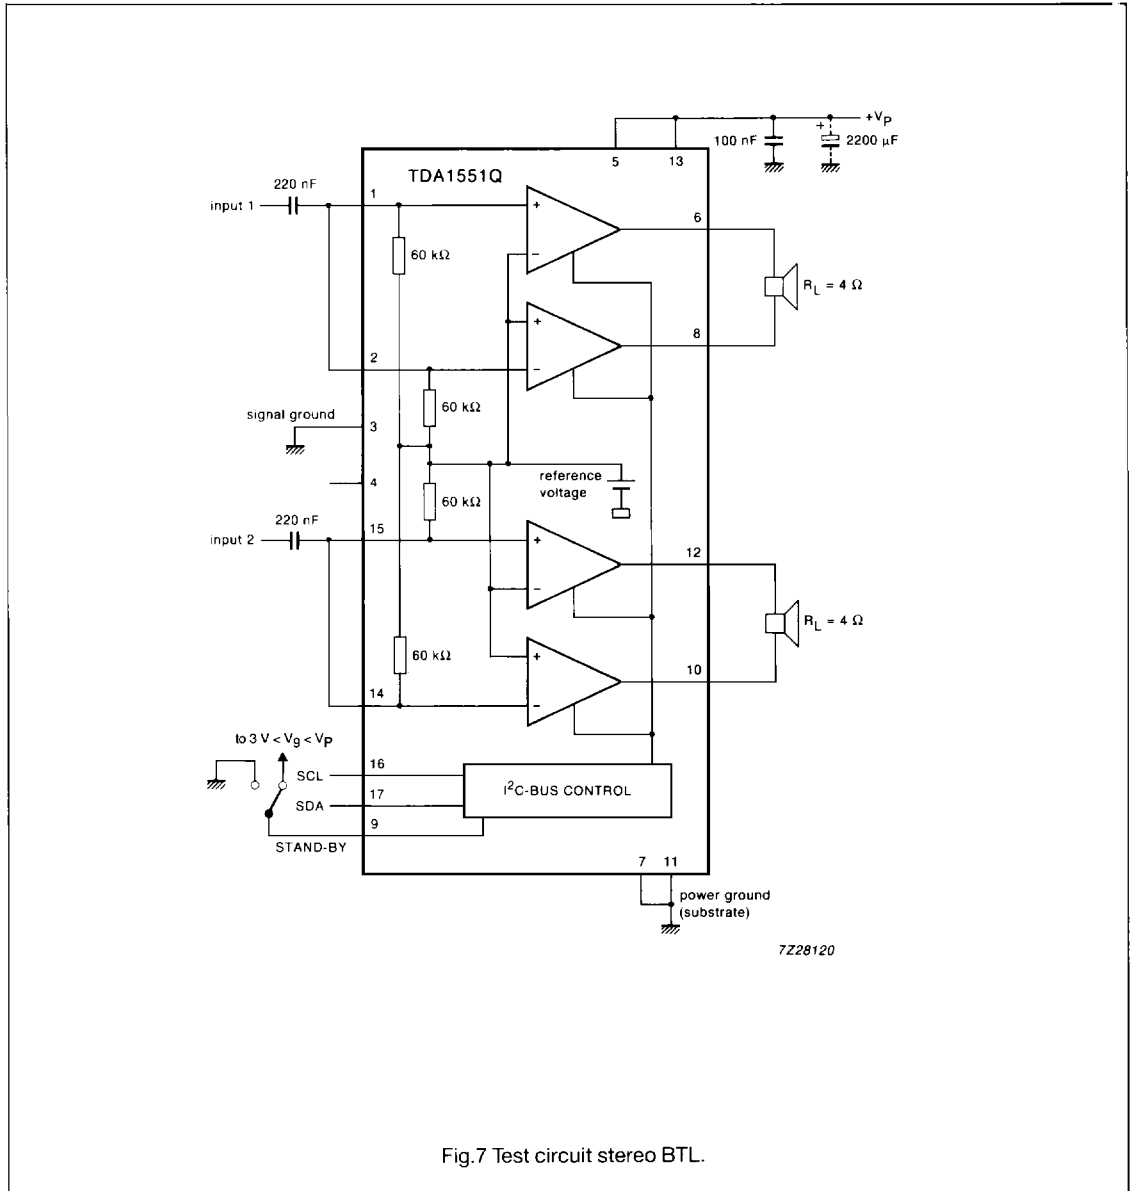 +VP
100 nF
+
2200 µF
5
13
TDA1551Q
220 nF
input 1
1
+
6
60 kΩ
−
RL = 4 Ω
+
8
2
−
60 kΩ
signal ground
3
reference
voltage
4
60 kΩ
220 nF
15
input 2
+
12
−
RL = 4 Ω
60 kΩ
+
10
14
−
to 3 V < V9 < VP
16
SCL
I²C-BUS CONTROL
17
SDA
9
STAND-BY
7
11
power ground
(substrate)
7Z28120
Fig.7 Test circuit stereo BTL.